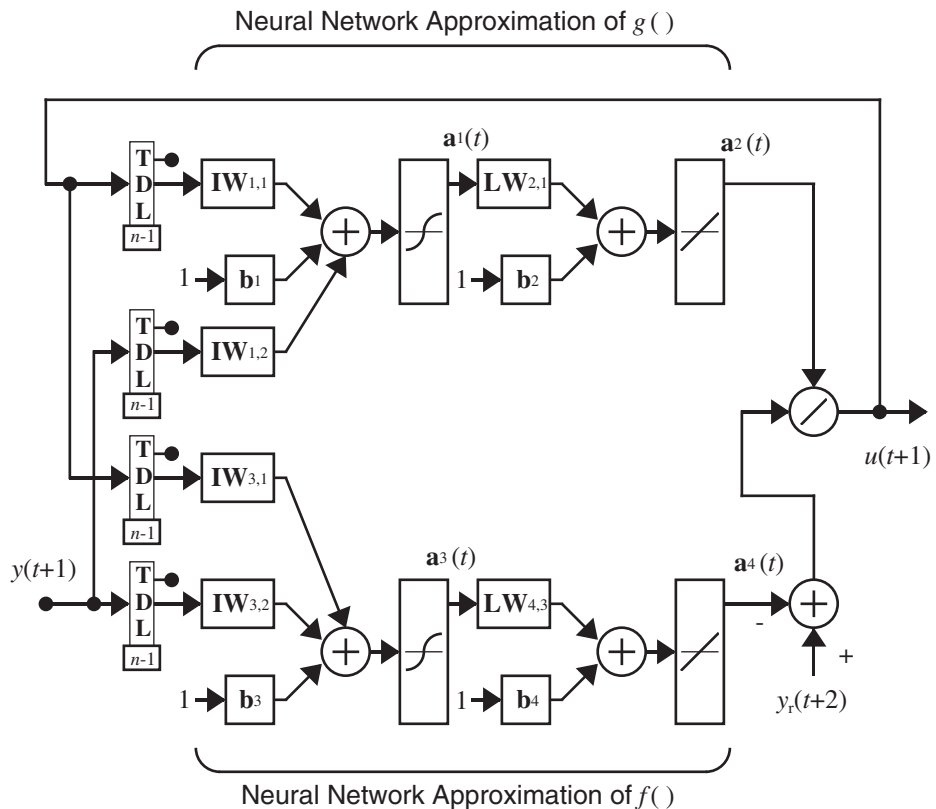 Neural Network Approximation of g ( )
a1(t)
a2 (t)
T
D
L
n-1
IW1,1
LW2,1
1
b1
1
b2
T
D
L
n-1
IW1,2
u(t+1)
T
D
L
n-1
IW3,1
y(t+1)
T
D
L
n-1
IW3,2
a3 (t)
LW4,3
a4 (t)
-
+
yr(t+2)
1
b3
1
b4
Neural Network Approximation of f ( )